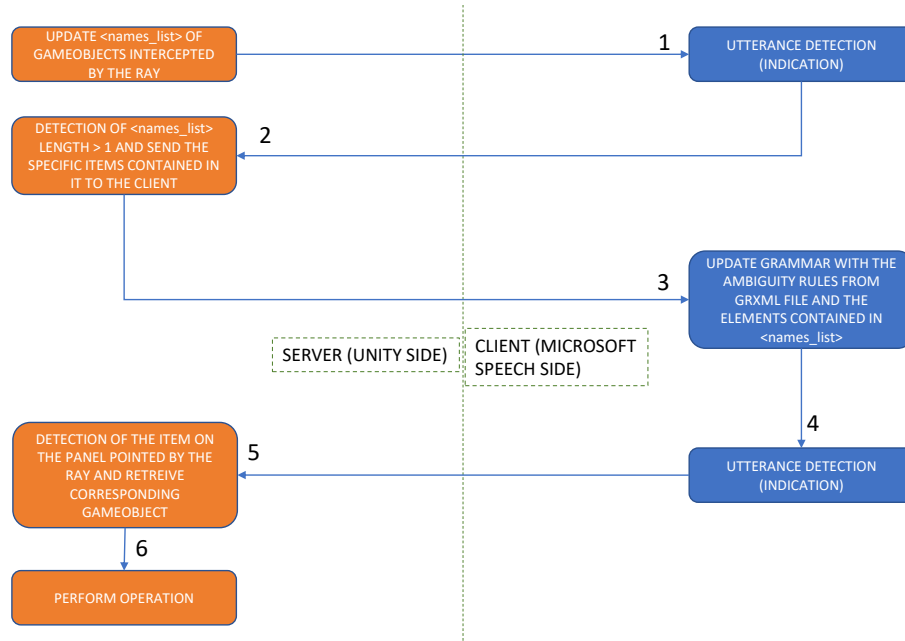 UPDATE <names_list> OF
GAMEOBJECTS INTERCEPTED
BY THE RAY
1
UTTERANCE DETECTION
(INDICATION)
DETECTION OF <names_list>
LENGTH > 1 AND SEND THE
SPECIFIC ITEMS CONTAINED IN
IT TO THE CLIENT
2
3
UPDATE GRAMMAR WITH THE
AMBIGUITY RULES FROM
GRXML FILE AND THE
ELEMENTS CONTAINED IN
<names_list>
SERVER (UNITY SIDE)
CLIENT (MICROSOFT
SPEECH SIDE)
4
DETECTION OF THE ITEM ON
THE PANEL POINTED BY THE
RAY AND RETREIVE
CORRESPONDING
GAMEOBJECT
5
UTTERANCE DETECTION
(INDICATION)
6
PERFORM OPERATION